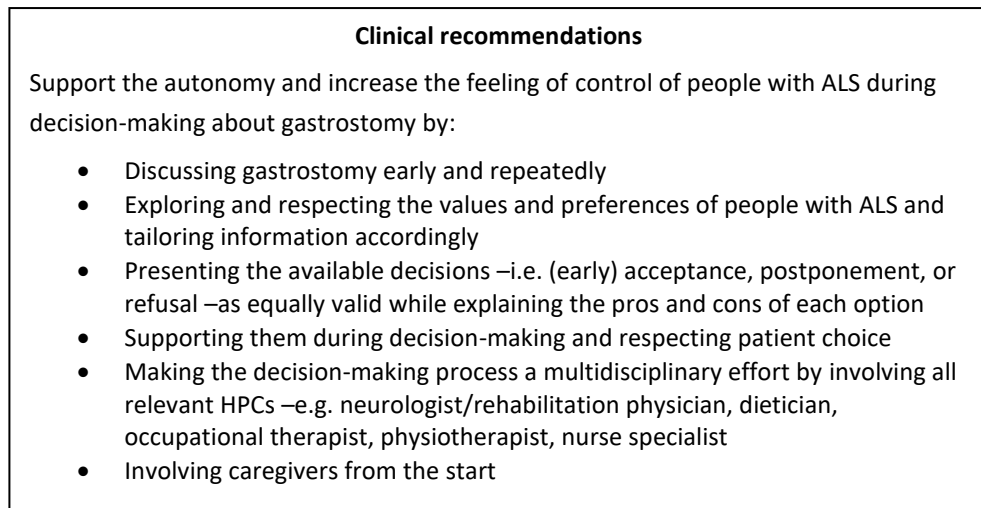 Clinical recommendations
Support the autonomy and increase the feeling of control of people with ALS during
decision-making about gastrostomy by:
• Discussing gastrostomy early and repeatedly
• Exploring and respecting the values and preferences of people with ALS and
tailoring information accordingly
• Presenting the available decisions –i.e. (early) acceptance, postponement, or
refusal –as equally valid while explaining the pros and cons of each option
• Supporting them during decision-making and respecting patient choice
• Making the decision-making process a multidisciplinary effort by involving all
relevant HPCs –e.g. neurologist/rehabilitation physician, dietician,
occupational therapist, physiotherapist, nurse specialist
• Involving caregivers from the start